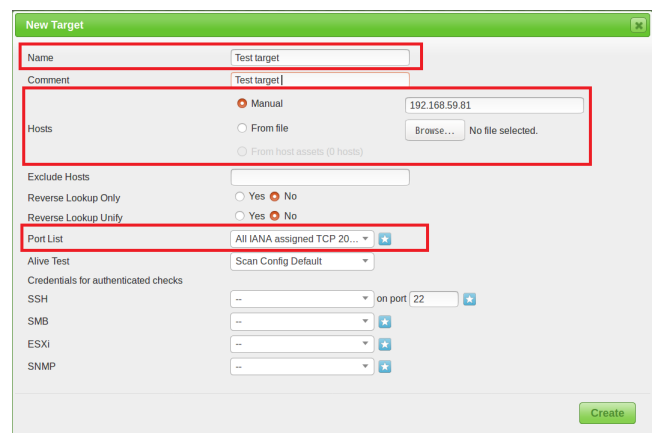 New Target
Name Test target
Comment Test target
Manual 192.168.59.81
Hosts From file Browse... No file selected.
From host assets (0 hosts)
Exclude Hosts
Reverse Lookup Only Yes No
Reverse Lookup Unify Yes No
Port List All IANA assigned TCP 20...
Alive Test Scan Config Default
Credentials for authenticated checks
SSH -- on port 22
SMB --
ESXi --
SNMP --
Create